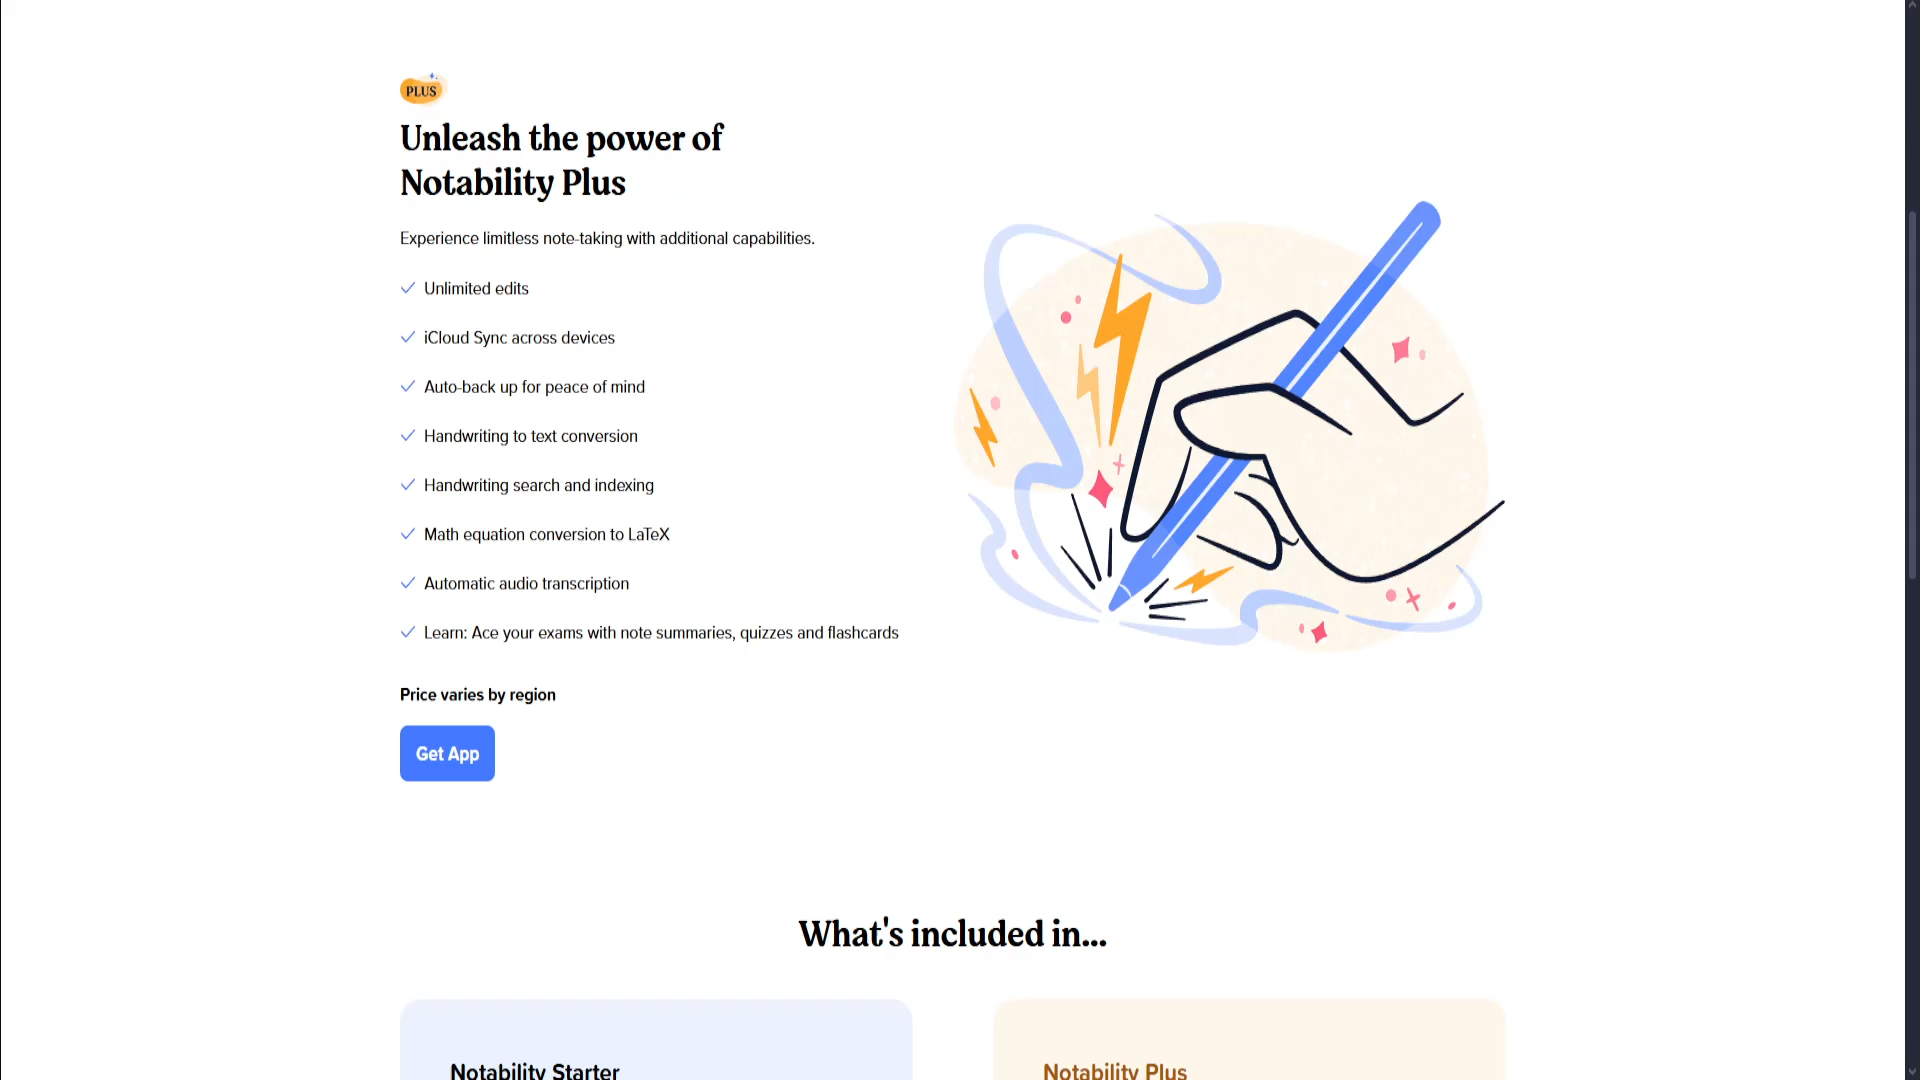 PLUS
Unleash the power of
Notability Plus
Experience limitless note-taking with additional capabilities.
Unlimited edits
iCloud Sync across devices
Auto-back up for peace of mind
Handwriting to text conversion
Handwriting search and indexing
Math equation conversion to LaTeX
Automatic audio transcription
Learn: Ace your exams with note summaries, quizzes and flashcards
Price varies by region
Get App
What's included in...
Notability Starter
Notability Plus